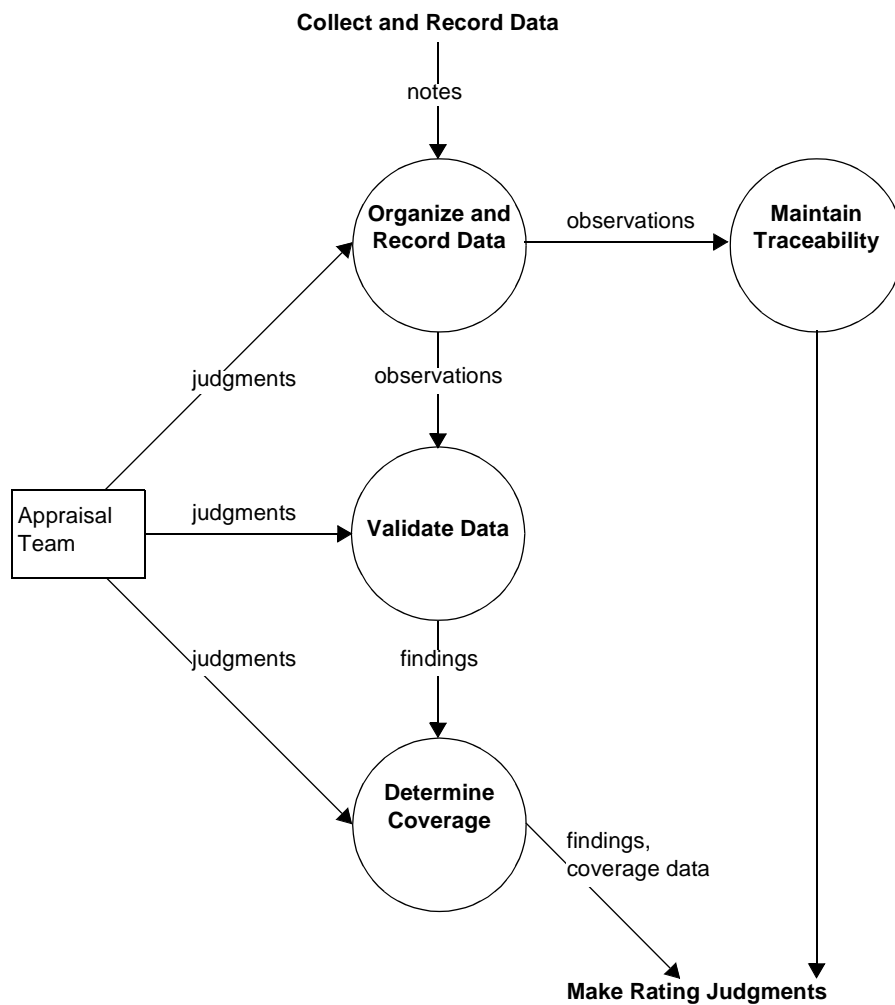 Collect and Record Data
notes
Organize and
Record Data
observations
Maintain
Traceability
judgments
observations
Appraisal
Team
judgments
Validate Data
judgments
findings
Determine
Coverage
findings,
coverage data
Make Rating Judgments